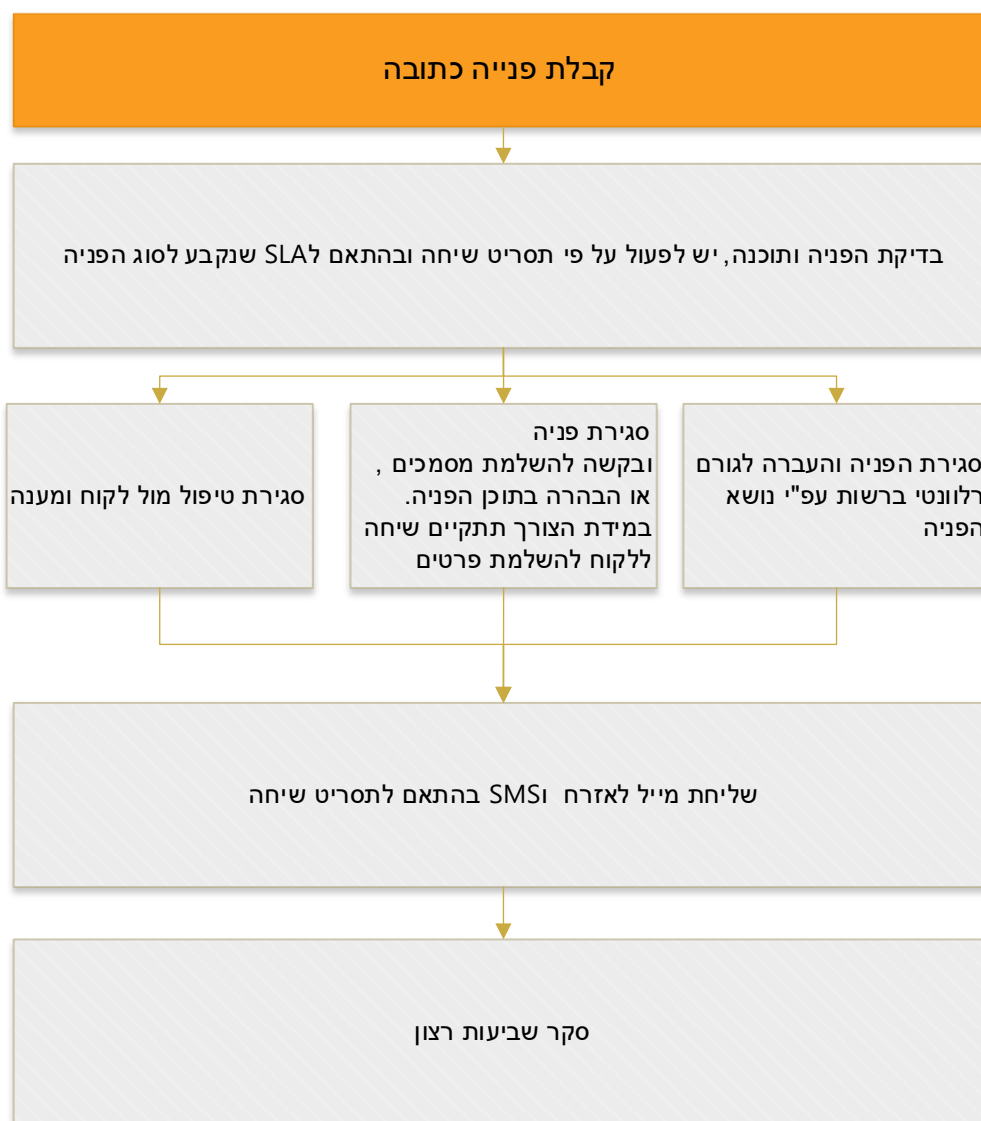 קבלת פנייה כתובה
בדיקת הפניה ותוכנה, יש לפעול על פי תסריט שיחה ובהתאם לSLA שנקבע לסוג הפניה
סגירת הפניה והעברה לגורם
רלוונטי ברשות עפ"י נושא
הפניה
סגירת פניה
ובקשה להשלמת מסמכים ,
או הבהרה בתוכן הפניה.
במידת הצורך תתקיים שיחה
ללקוח להשלמת פרטים
סגירת טיפול מול לקוח ומענה
שליחת מייל לאזרח וSMS בהתאם לתסריט שיחה
סקר שביעות רצון